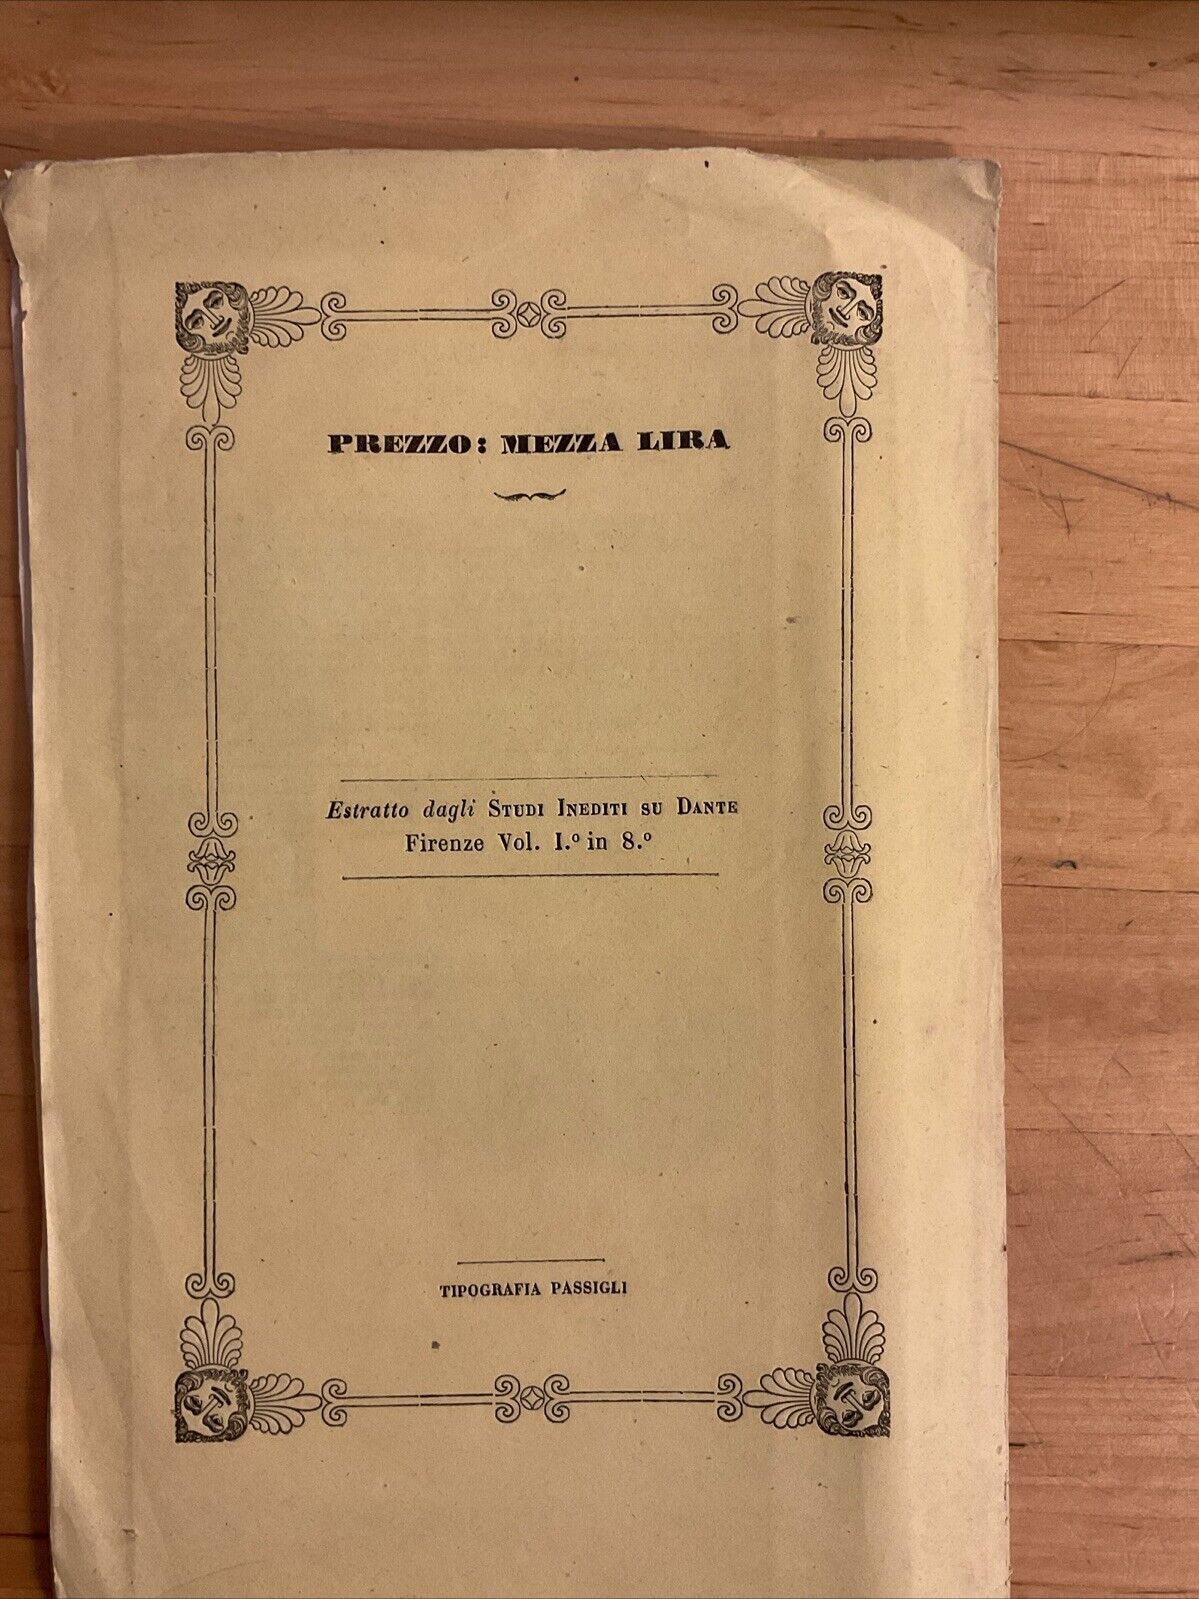 PREZZO: MEZZA LIRA
Estratto dagli STUDI INEDITI SU DANTE
Firenze Vol. I.º in 8.º
TIPOGRAFIA PASSIGLI